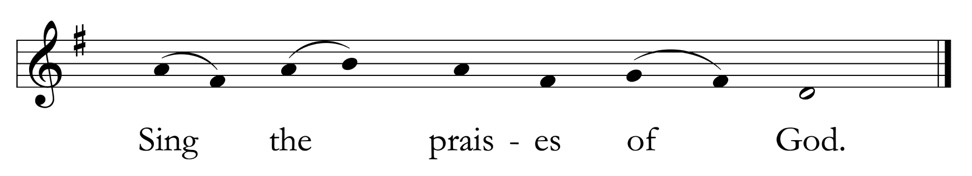 Sing the prais - es of God.